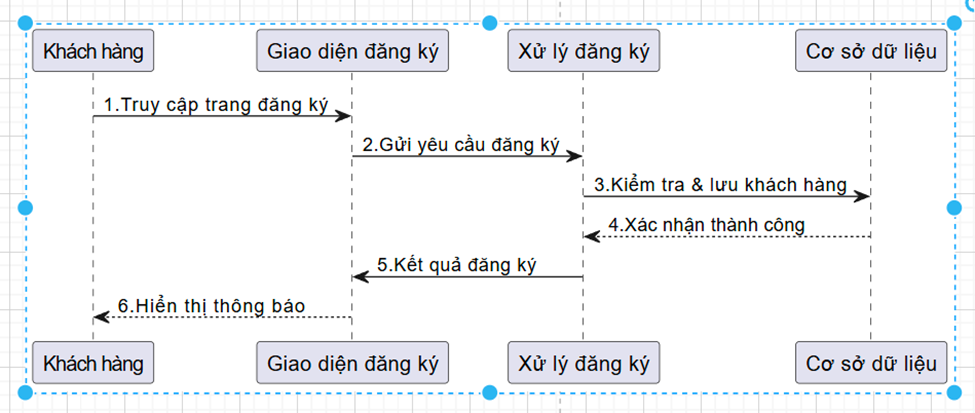 Khách hàng
Giao diện đăng ký
Xử lý đăng ký
Cơ sở dữ liệu
1.Truy cập trang đăng ký
2.Gửi yêu cầu đăng ký
3.Kiểm tra & lưu khách hàng
4.Xác nhận thành công
5.Kết quả đăng ký
6.Hiển thị thông báo
Khách hàng
Giao diện đăng ký
Xử lý đăng ký
Cơ sở dữ liệu